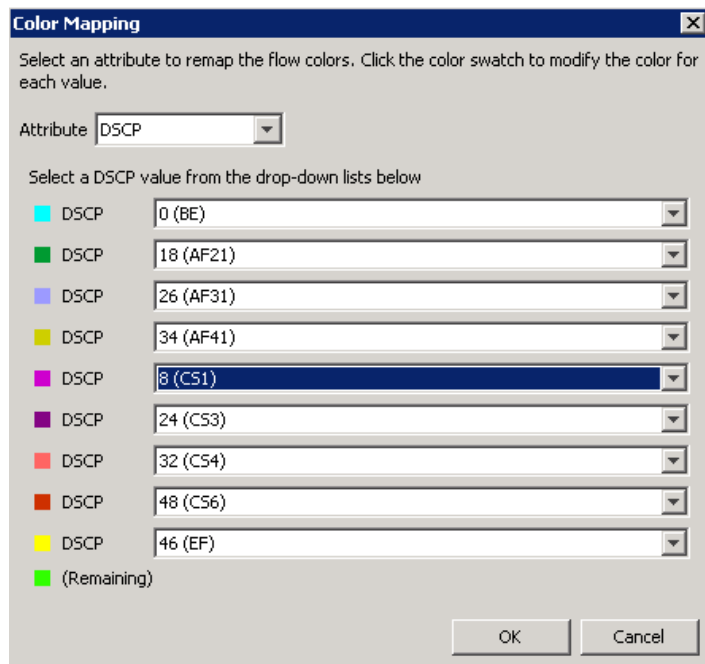 Color Mapping
Select an attribute to remap the flow colors. Click the color swatch to modify the color for
each value.
Attribute DSCP
Select a DSCP value from the drop-down lists below
DSCP 0 (BE)
DSCP 18 (AF21)
DSCP 26 (AF31)
DSCP 34 (AF41)
DSCP 8 (CS1)
DSCP 24 (CS3)
DSCP 32 (CS4)
DSCP 48 (CS6)
DSCP 46 (EF)
(Remaining)
OK Cancel